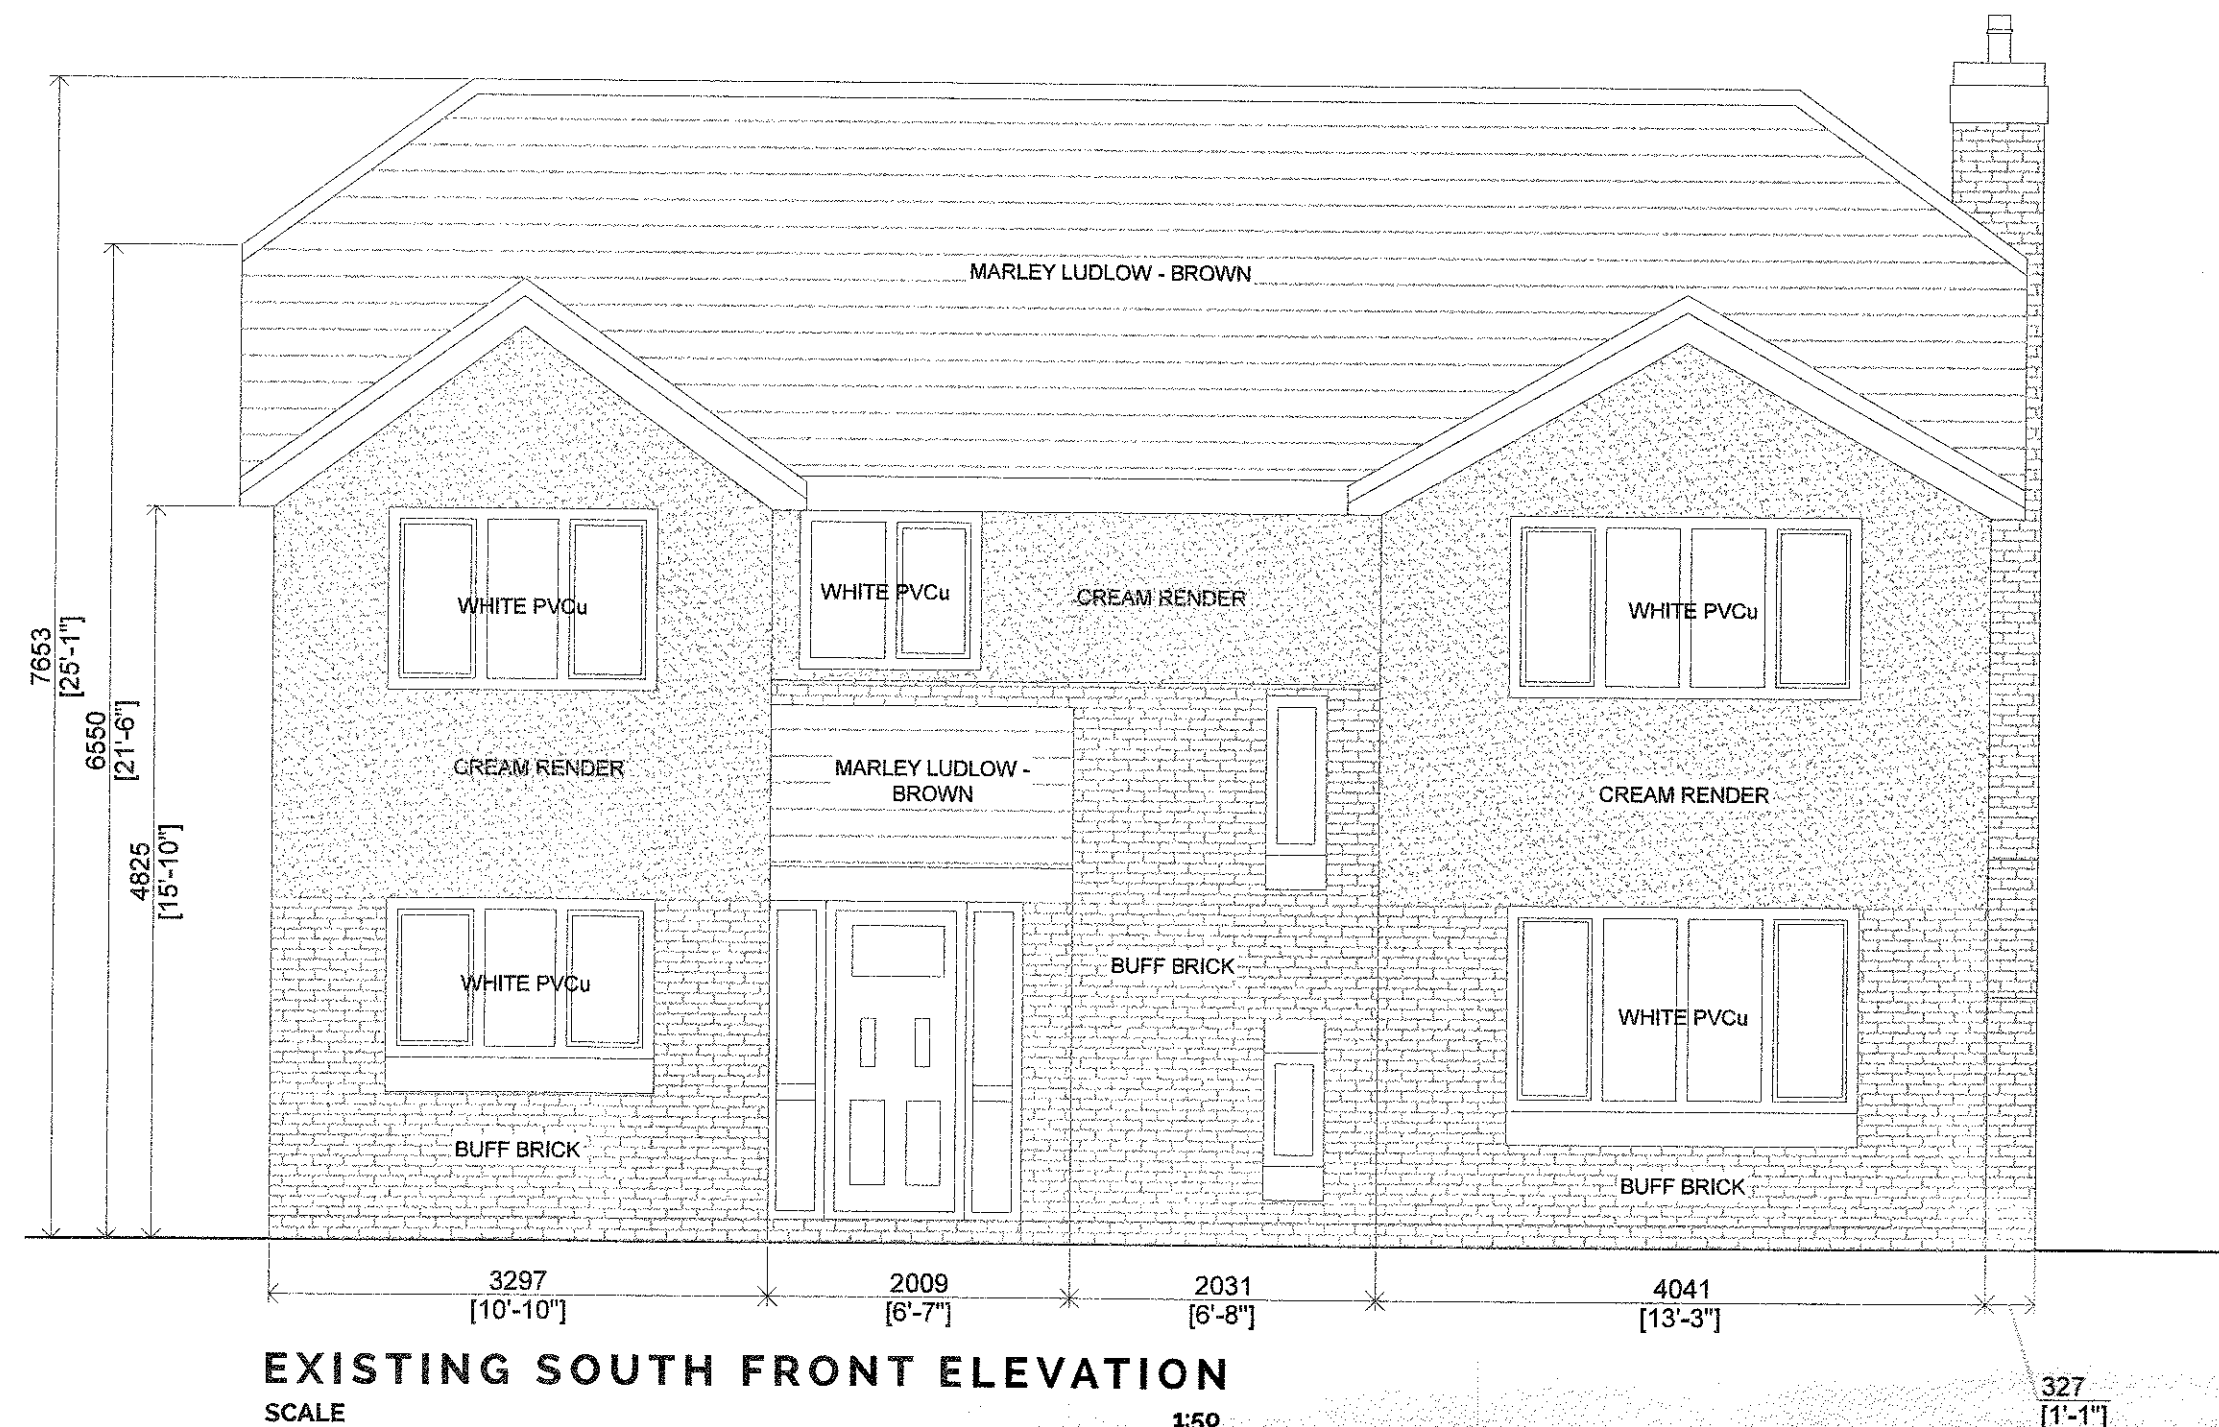 MARLEY LUDLOW - BROWN
WHITE PVCu
WHITE PVCu
CREAM RENDER
WHITE PVCu
7653
[25'-1"]
6550
[21'-6"]
4825
[15'-10"]
CREAM RENDER
MARLEY LUDLOW -
BROWN
CREAM RENDER
WHITE PVCu
BUFF BRICK
WHITE PVCu
BUFF BRICK
BUFF BRICK
3297
[10'-10"]
2009
[6'-7"]
2031
[6'-8"]
4041
[13'-3"]
327
[1'-1"]
EXISTING SOUTH FRONT ELEVATION
SCALE 1:50